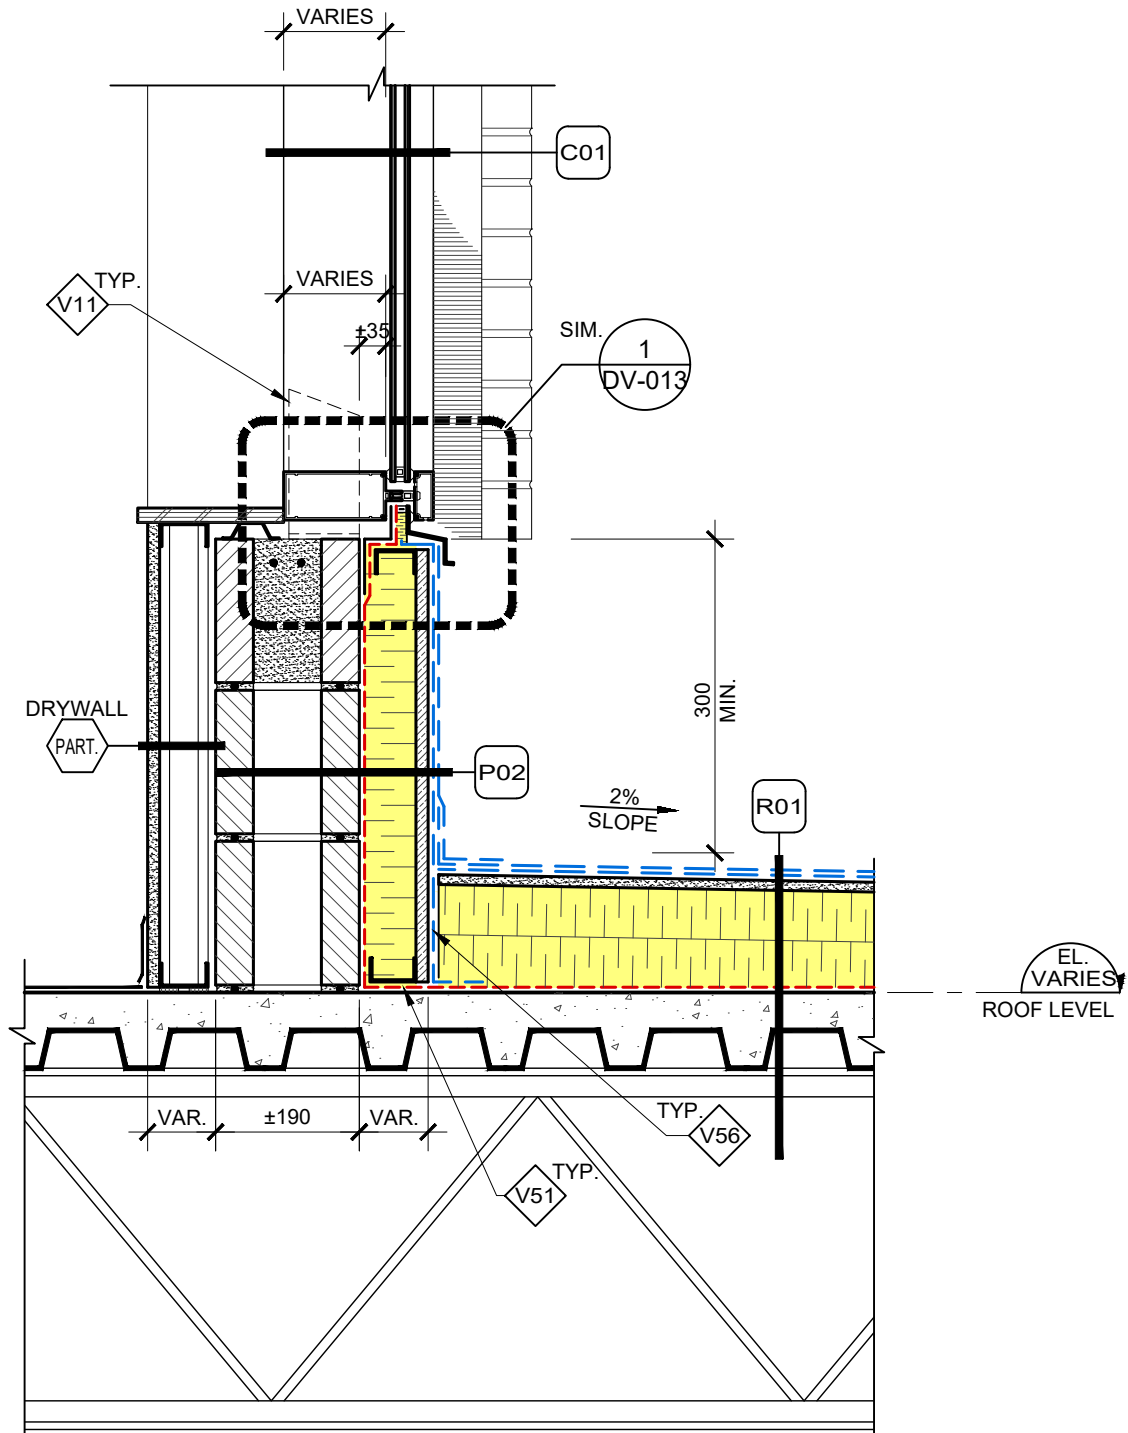 VARIES
C01
TYP.
V11
VARIES
±35
SIM.
1
DV-013
300
MIN.
DRYWALL
PART.
P02
2%
SLOPE
R01
EL.
VARIES
ROOF LEVEL
VAR.
±190
VAR.
TYP.
V56
TYP.
V51